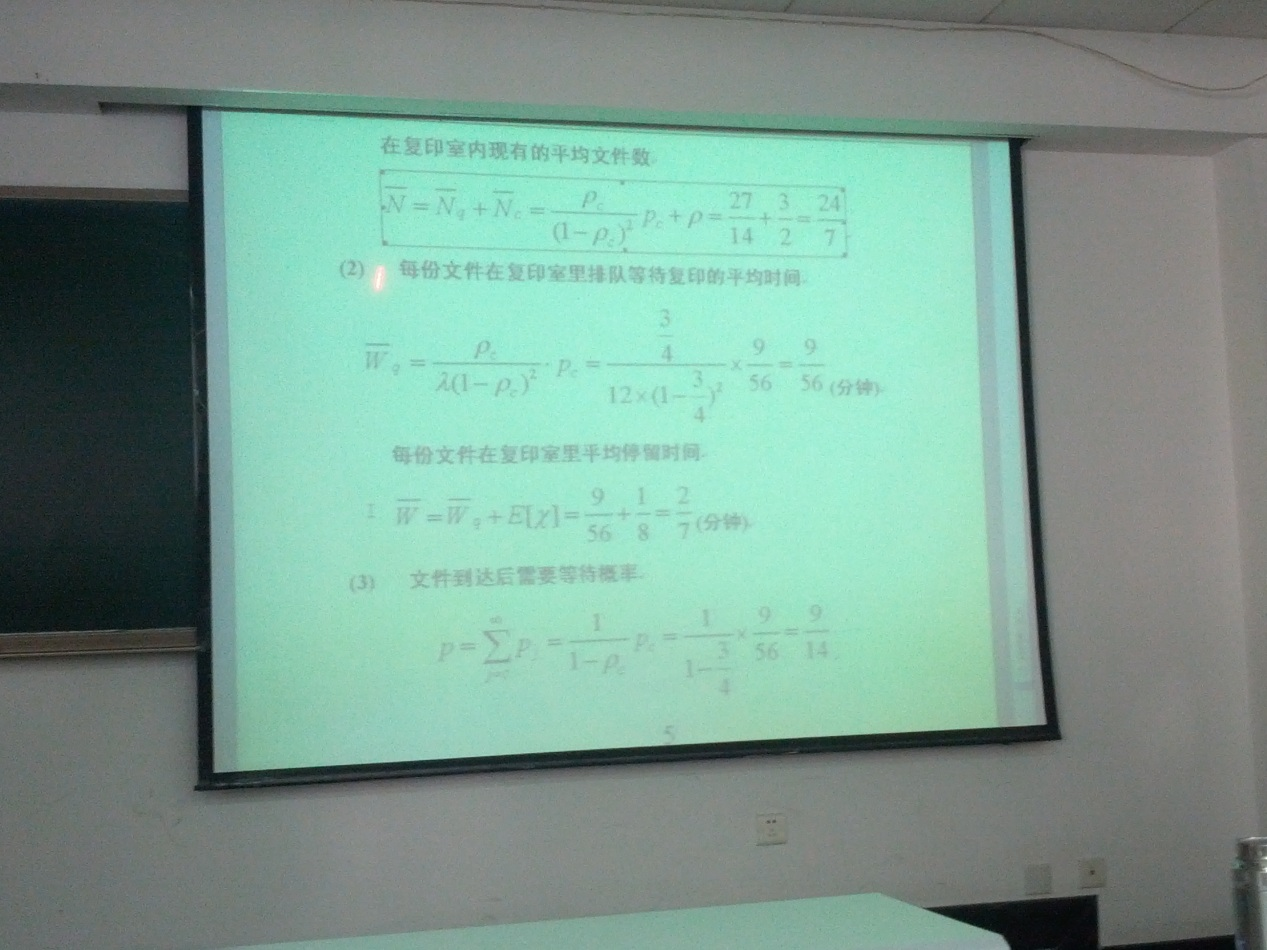 在复印室内现有的平均文件数
N̄ = N̄_q + N̄_c = ρ_c/(1-ρ_c)² p_c + ρ = 27/14 + 3/2 = 24/7
(2) 每份文件在复印室里排队等待复印的平均时间
W̄_q = ρ_c/λ(1-ρ_c)² · p_c = (3/4)/(12×(1-3/4)²) × 9/56 = 9/56 (分钟)
每份文件在复印室里平均停留时间
W̄ = W̄_q + E[χ] = 9/56 + 1/8 = 2/7 (分钟)
(3) 文件到达后需要等待概率
p = ∑_{j=c}^{∞} p_j = 1/(1-ρ_c) p_c = 1/(1-3/4) × 9/56 = 9/14
5